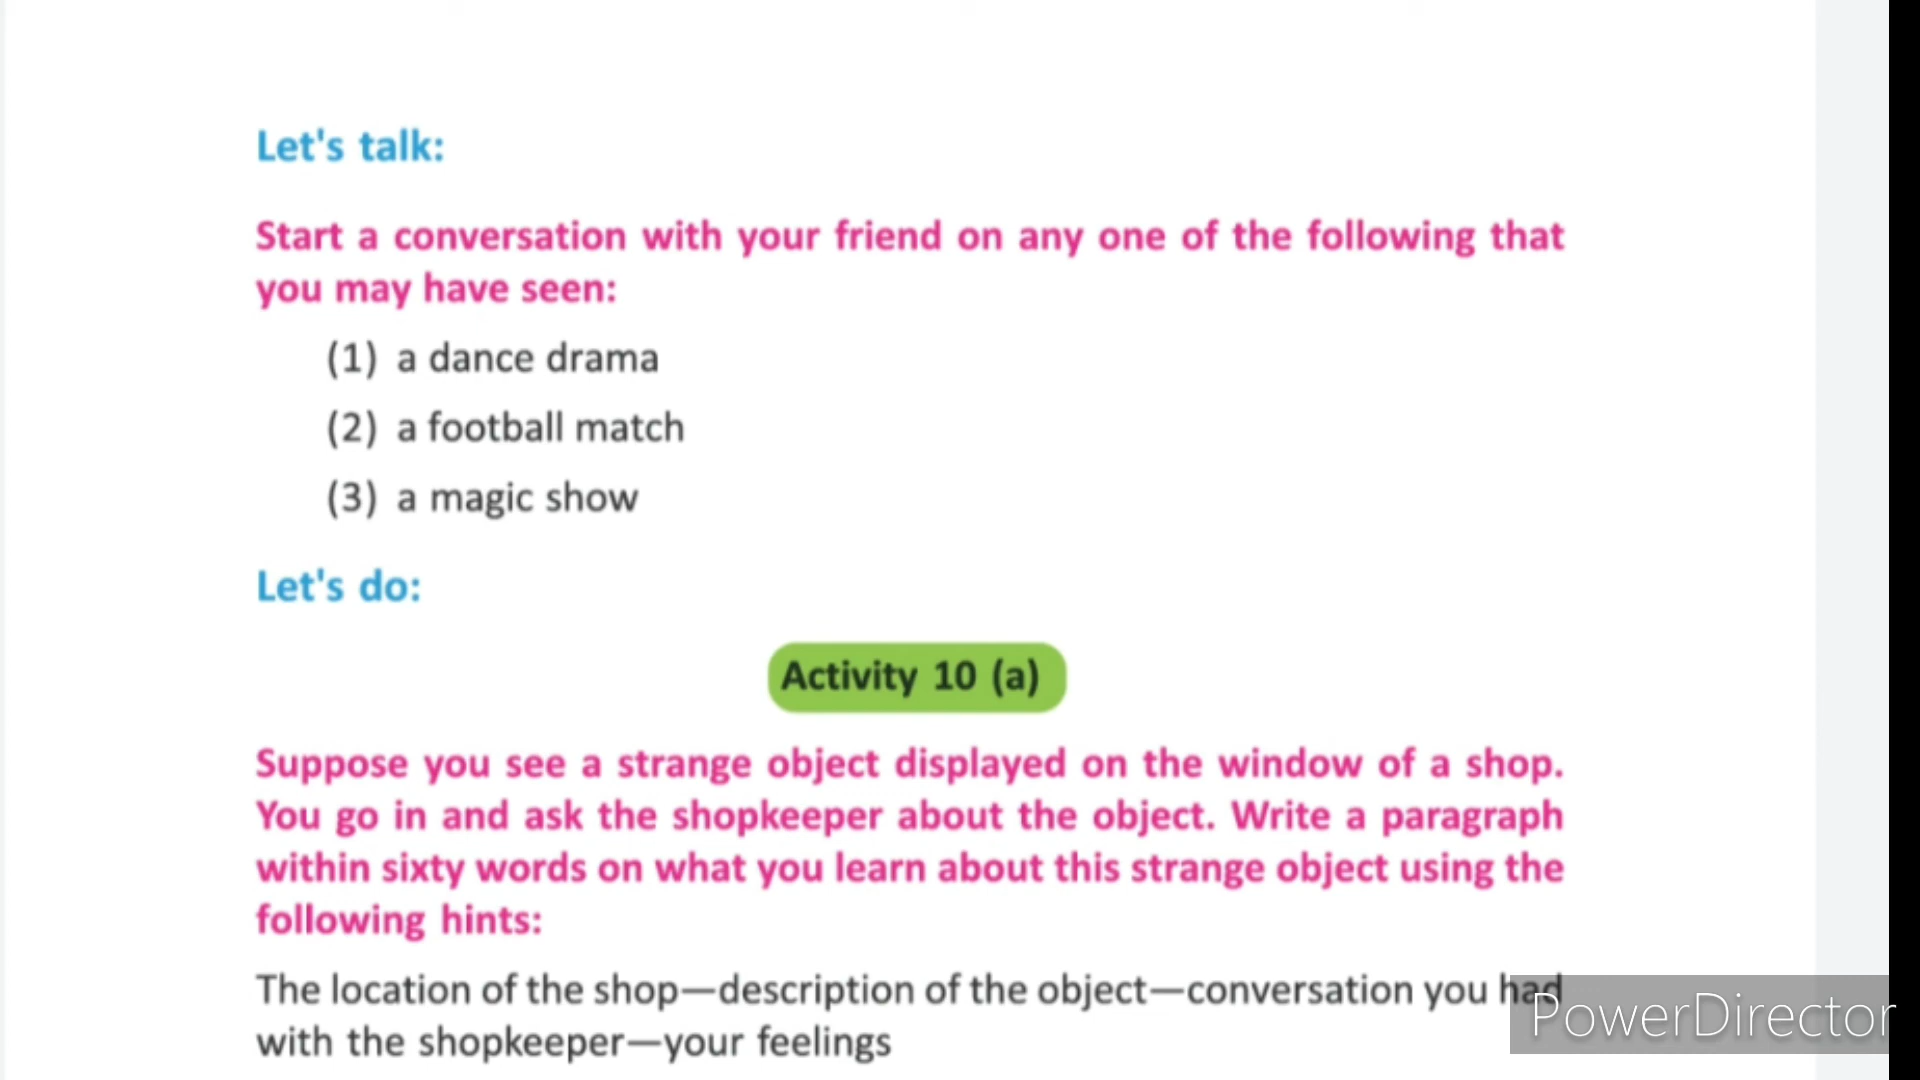 Let's talk:
Start a conversation with your friend on any one of the following that
you may have seen:
(1) a dance drama
(2) a football match
(3) a magic show
Let's do:
Activity 10 (a)
Suppose you see a strange object displayed on the window of a shop.
You go in and ask the shopkeeper about the object. Write a paragraph
within sixty words on what you learn about this strange object using the
following hints:
The location of the shop—description of the object—conversation you had
with the shopkeeper—your feelings
PowerDirector